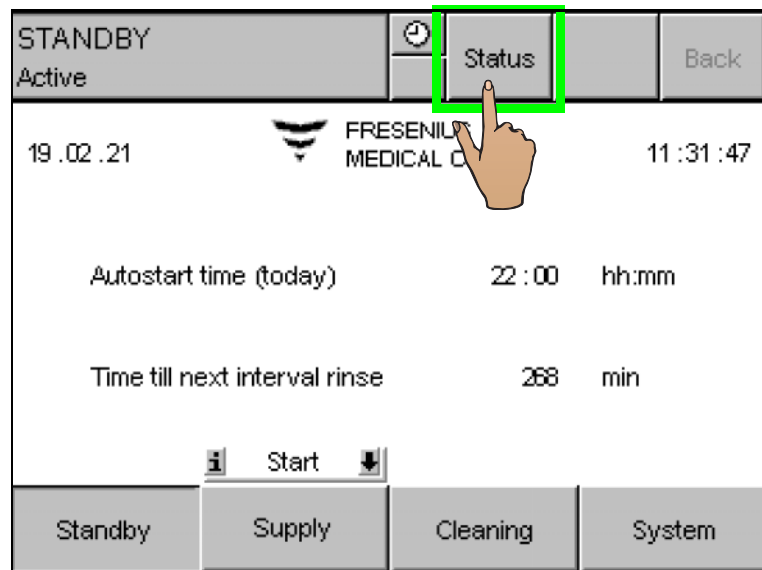 STANDBY
Active
Status
Back
19 .02 .21
FRESENIUS
MEDICAL
11 :31 :47
Autostart time (today) 22 : 00 hh:mm
Time till next interval rinse 268 min
i Start
Standby Supply Cleaning System